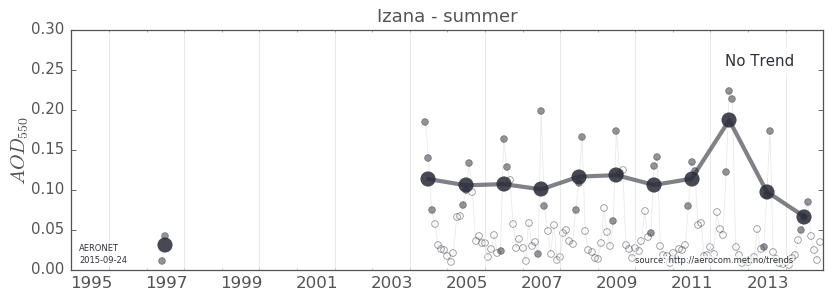 Izana - summer
0.30
0.25
0.20
0.15
0.10
0.05
0.00
AOD550
No Trend
AERONET
2015-09-24
source: http://aerocom.met.no/trends
1995 1997 1999 2001 2003 2005 2007 2009 2011 2013